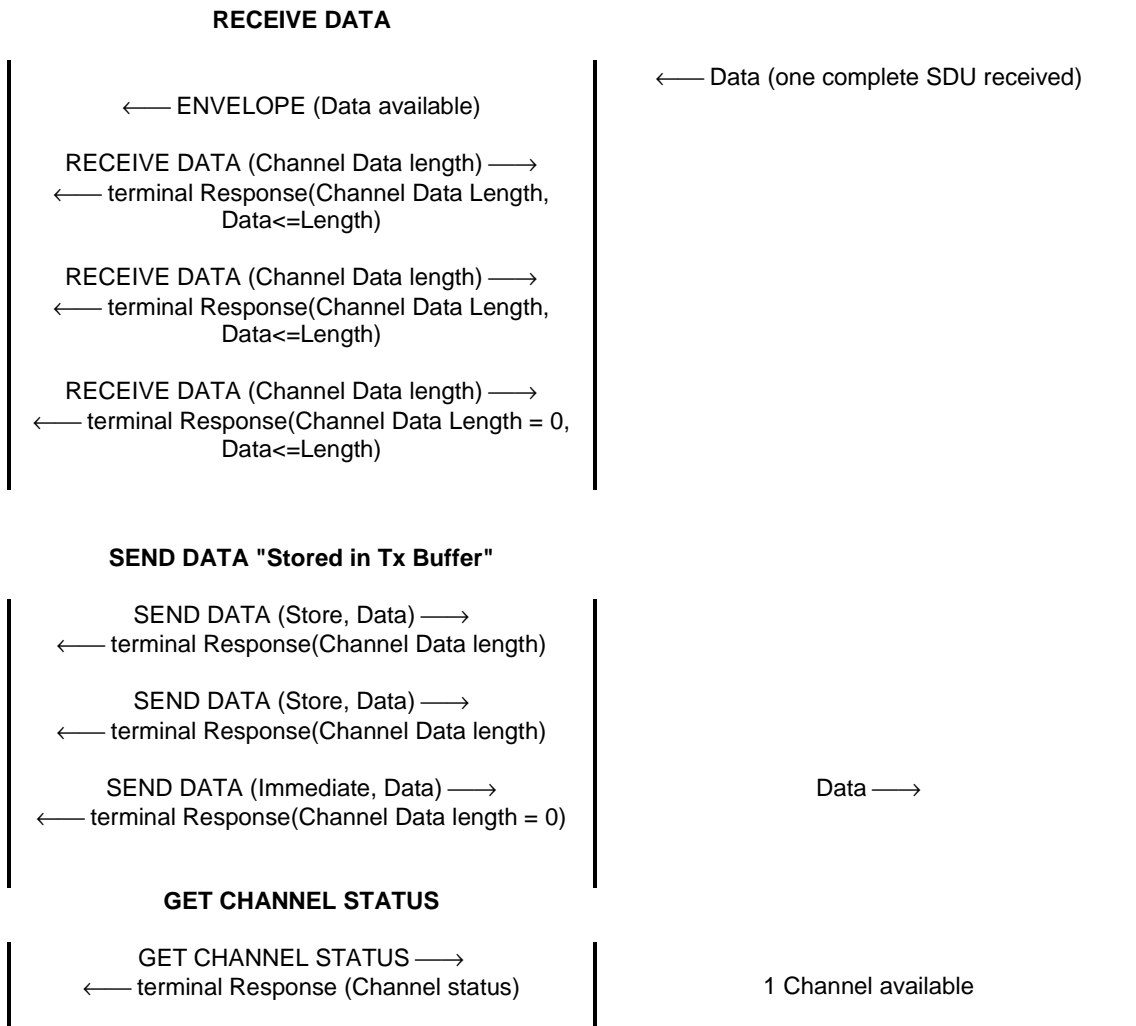 RECEIVE DATA
←── Data (one complete SDU received)
←── ENVELOPE (Data available)
RECEIVE DATA (Channel Data length) ──→
←── terminal Response(Channel Data Length,
Data<=Length)
RECEIVE DATA (Channel Data length) ──→
←── terminal Response(Channel Data Length,
Data<=Length)
RECEIVE DATA (Channel Data length) ──→
←── terminal Response(Channel Data Length = 0,
Data<=Length)
SEND DATA "Stored in Tx Buffer"
SEND DATA (Store, Data) ──→
←── terminal Response(Channel Data length)
SEND DATA (Store, Data) ──→
←── terminal Response(Channel Data length)
SEND DATA (Immediate, Data) ──→ Data ──→
←── terminal Response(Channel Data length = 0)
GET CHANNEL STATUS
GET CHANNEL STATUS ──→
←── terminal Response (Channel status) 1 Channel available